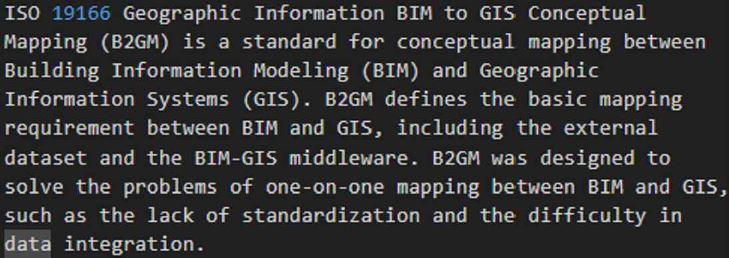 ISO 19166 Geographic Information BIM to GIS Conceptual
Mapping (B2GM) is a standard for conceptual mapping between
Building Information Modeling (BIM) and Geographic
Information Systems (GIS). B2GM defines the basic mapping
requirement between BIM and GIS, including the external
dataset and the BIM-GIS middleware. B2GM was designed to
solve the problems of one-on-one mapping between BIM and GIS,
such as the lack of standardization and the difficulty in
data integration.